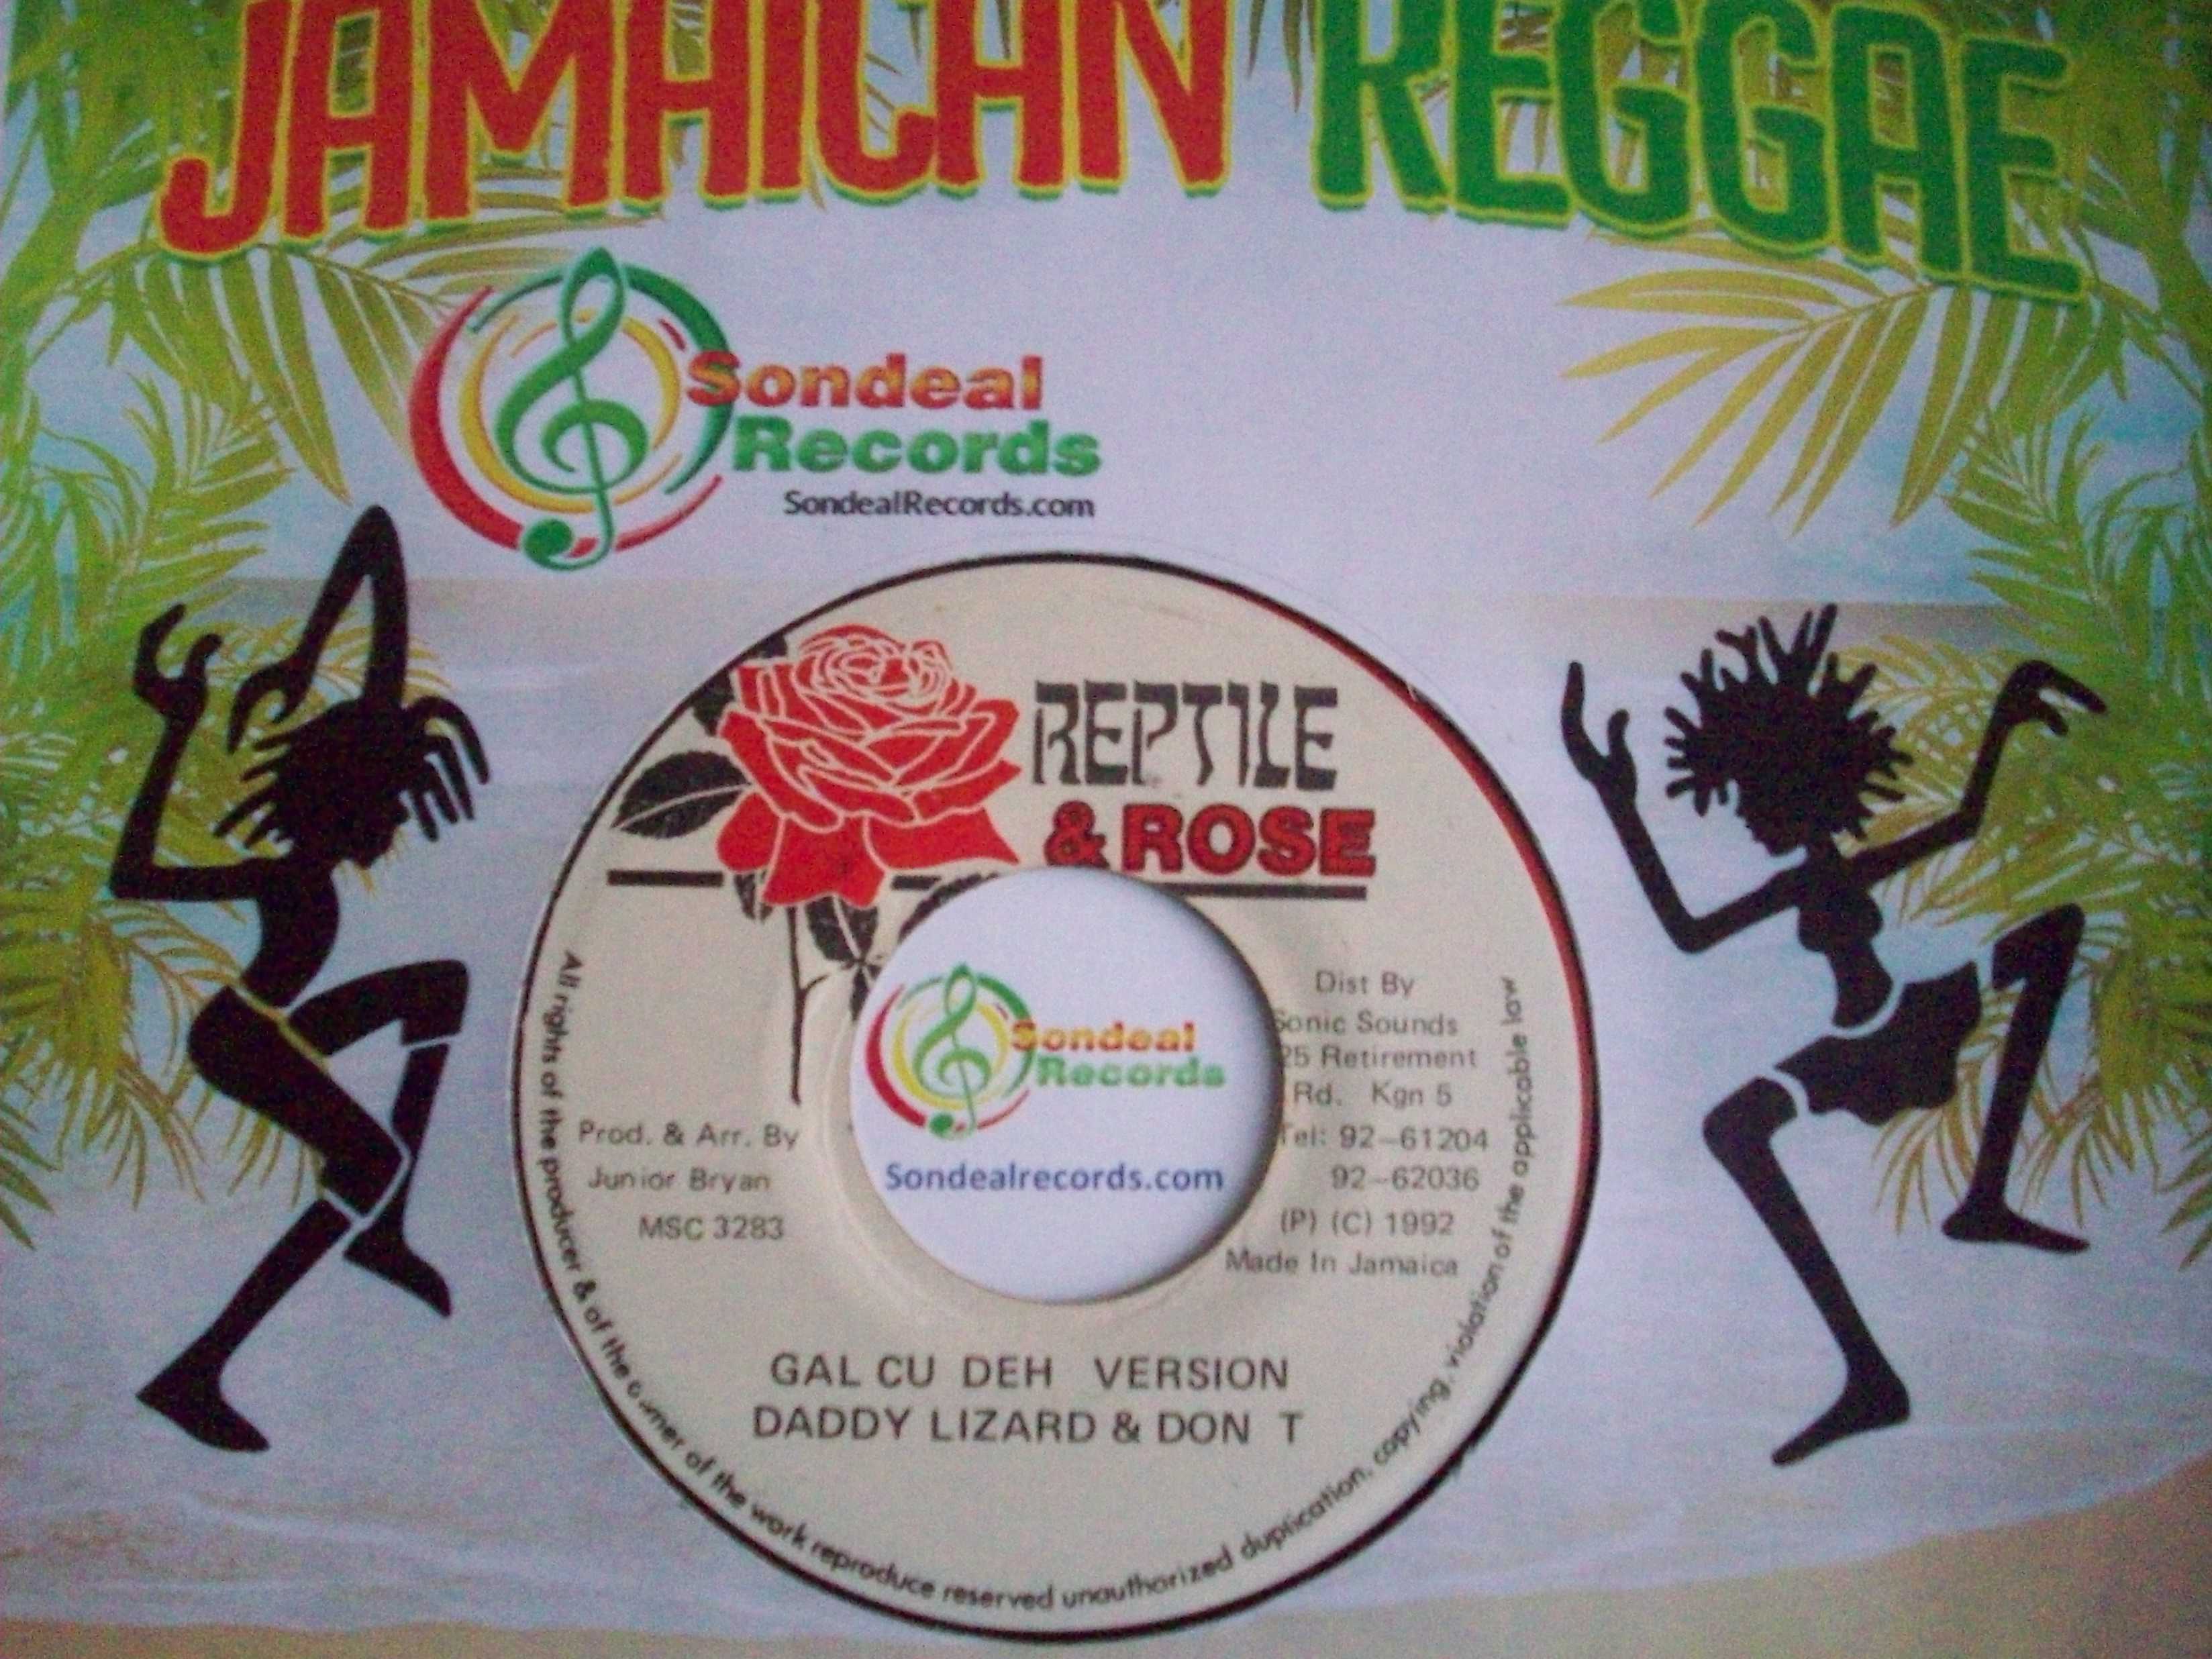 JAMAICAN REGGAE
Sondeal
Records
SondealRecords.com
REPTILE
& ROSE
Dist By
Sonic Sounds
25 Retirement
Rd. Kgn 5
Tel: 92-61204
92-62036
(P) (C) 1992
Made In Jamaica
Prod. & Arr. By
Junior Bryan
MSC 3283
Sondeal
Records
Sondealrecords.com
GAL CU DEH VERSION
DADDY LIZARD & DON T
All rights of the producer & of the owner of the work reproduce reserved unauthorized duplication, copying, violation of the applicable law